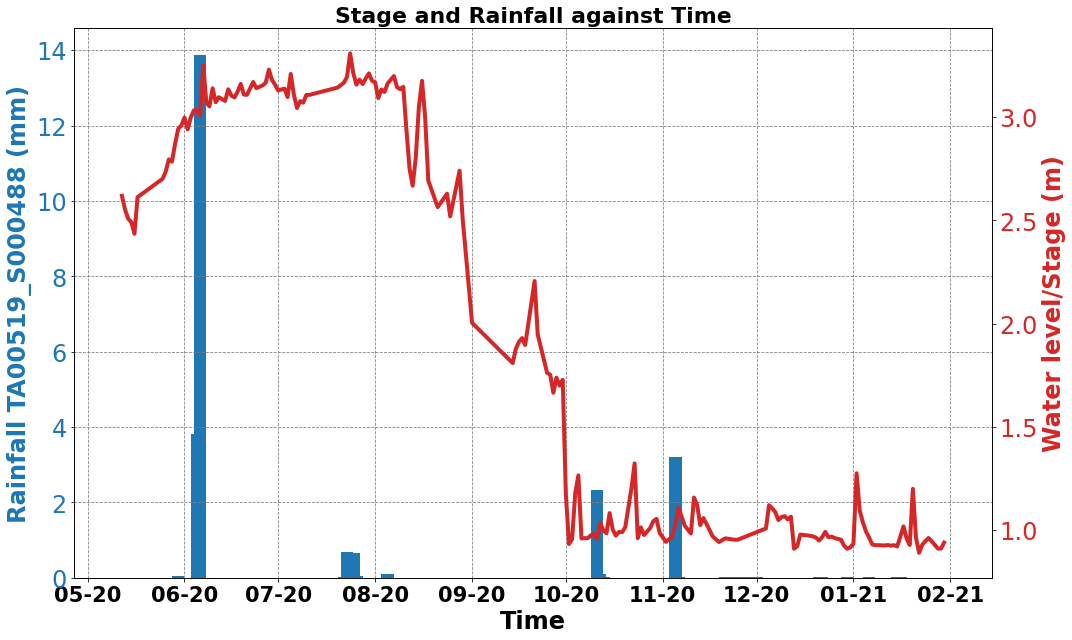 Stage and Rainfall against Time
Rainfall TA00519_S000488 (mm)
14
12
10
8
6
4
2
0
3.0
2.5
2.0
1.5
1.0
Water level/Stage (m)
05-20 06-20 07-20 08-20 09-20 10-20 11-20 12-20 01-21 02-21
Time